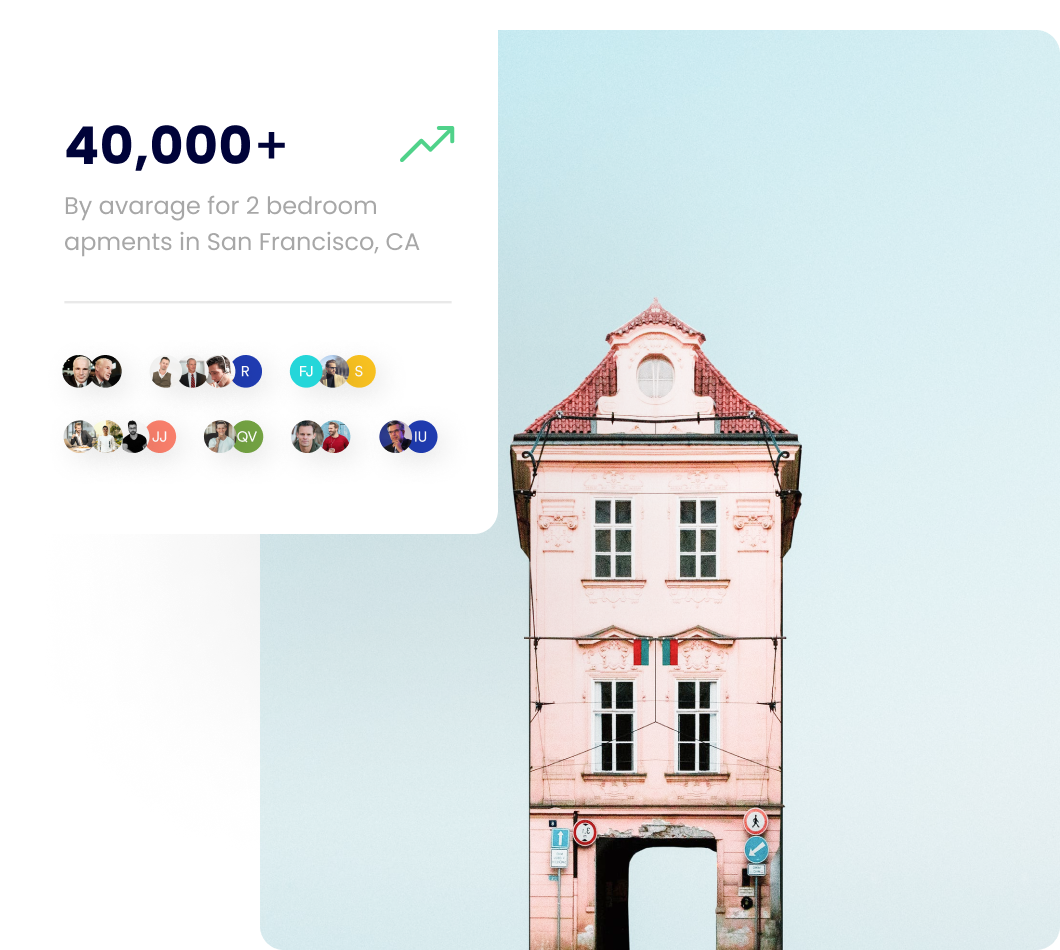 40,000+
By avarage for 2 bedroom
apments in San Francisco, CA
R
FJ
S
JJ
QV
IU